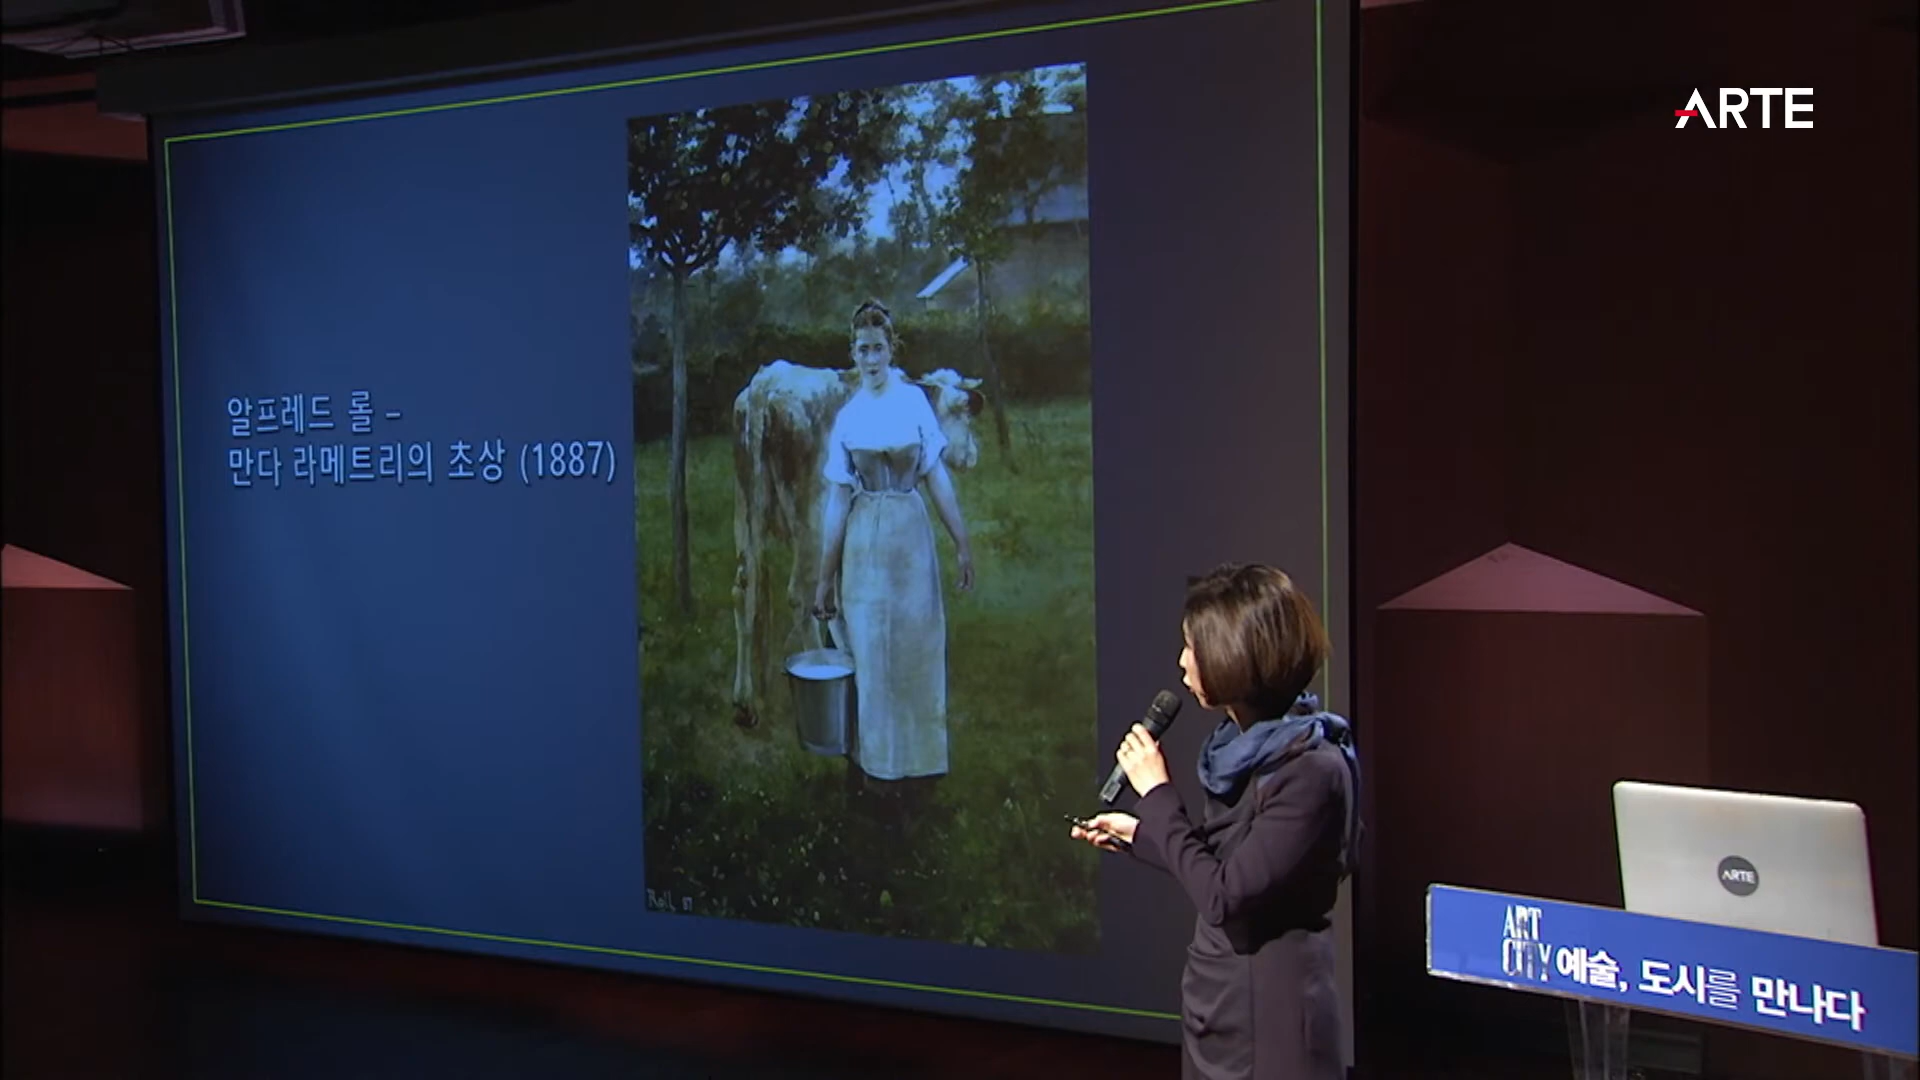 ARTE
알프레드 롤 –
만다 라메트리의 초상 (1887)
Roll 87
ARTE
ART
CITY 예술, 도시를 만나다